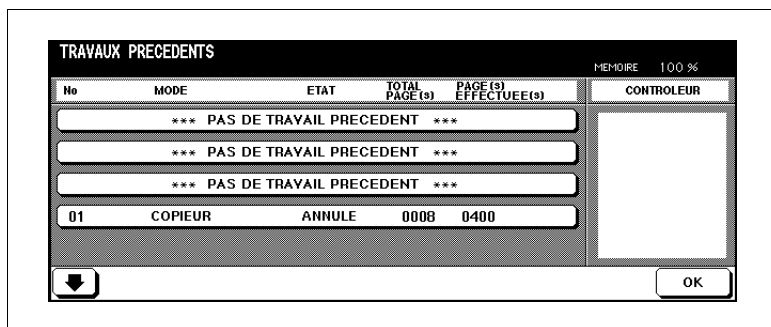 TRAVAUX PRECEDENTS
MEMOIRE 100 %
No MODE ETAT TOTAL PAGE(s) PAGE(s) EFFECTUEE(s) CONTROLEUR
*** PAS DE TRAVAIL PRECEDENT ***
*** PAS DE TRAVAIL PRECEDENT ***
*** PAS DE TRAVAIL PRECEDENT ***
01 COPIEUR ANNULE 0008 0400
OK